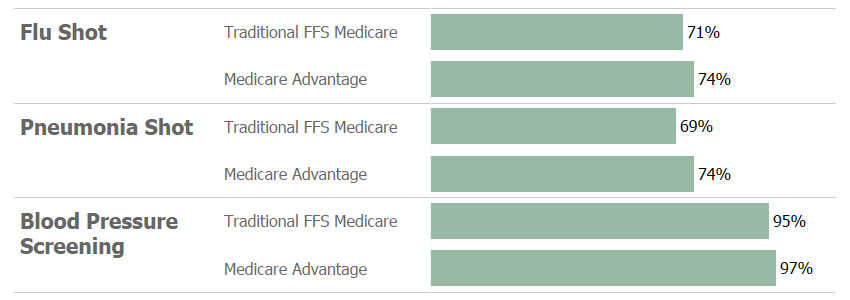 Flu Shot
Traditional FFS Medicare 71%
Medicare Advantage 74%
Pneumonia Shot
Traditional FFS Medicare 69%
Medicare Advantage 74%
Blood Pressure
Screening
Traditional FFS Medicare 95%
Medicare Advantage 97%